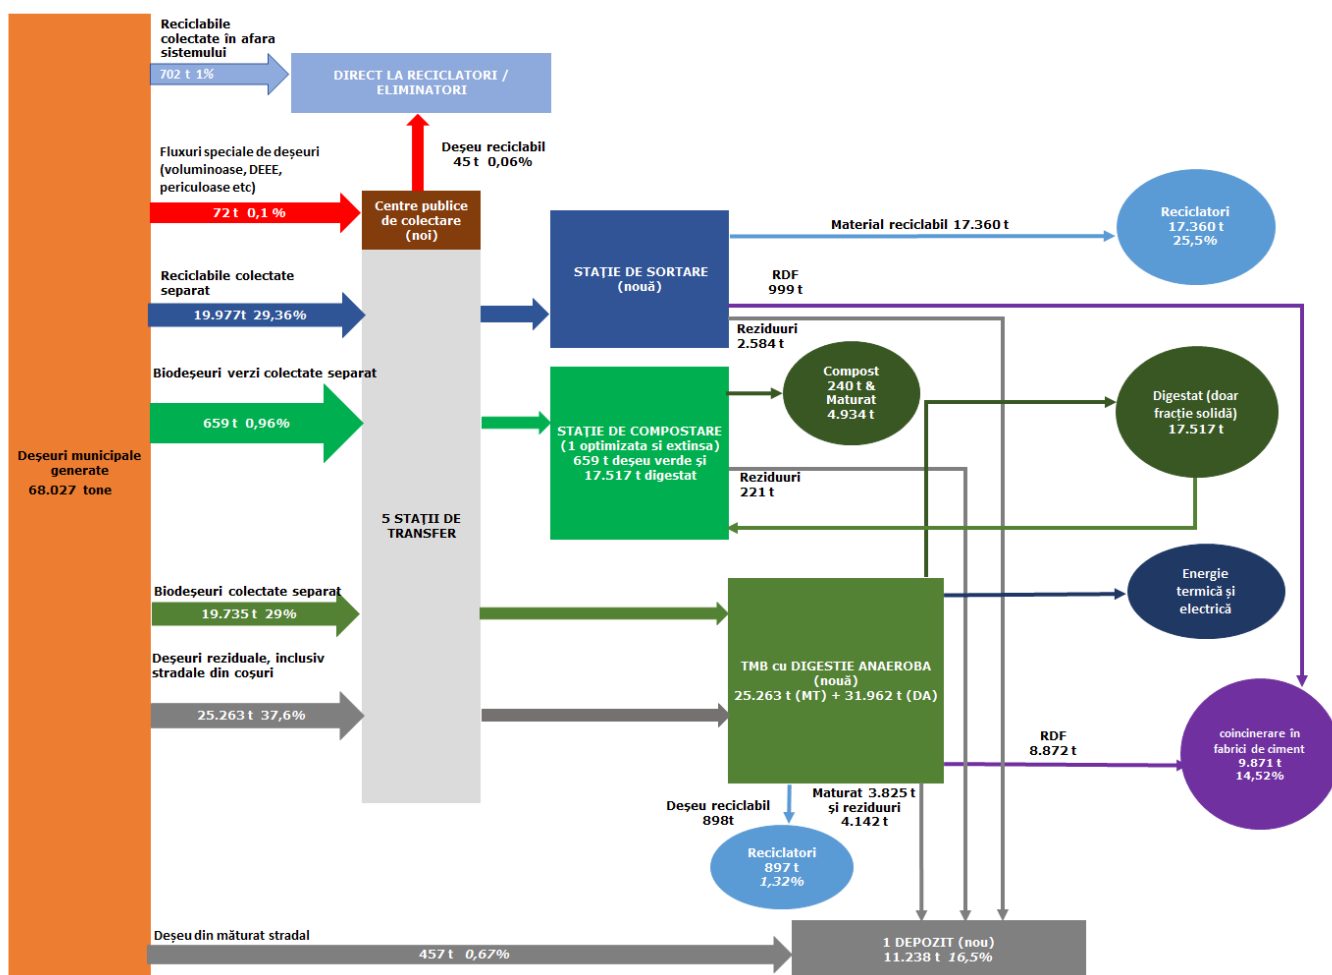 Reciclabile
colectate în afara
sistemului
702 t 1%
DIRECT LA RECICLATORI /
ELIMINATORI
Deșeu reciclabil
45 t 0,06%
Fluxuri speciale de deșeuri
(voluminoase, DEEE,
periculoase etc)
72 t 0,1 %
Centre publice
de colectare
(noi)
Reciclabile colectate
separat
19.977t 29,36%
STAŢIE DE SORTARE
(nouă)
Material reciclabil 17.360 t
Reciclatori
17.360 t
25,5%
RDF
999 t
Reziduuri
2.584 t
Biodeșeuri verzi colectate separat
659 t 0,96%
STAŢIE DE COMPOSTARE
(1 optimizata si extinsa)
659 t deșeu verde și
17.517 t digestat
Compost
240 t &
Maturat
4.934 t
Digestat (doar
fracție solidă)
17.517 t
Reziduuri
221 t
Deșeuri municipale
generate
68.027 tone
5 STAŢII DE
TRANSFER
Biodeșeuri colectate separat
19.735 t 29%
Energie
termică și
electrică
Deșeuri reziduale, inclusiv
stradale din coșuri
25.263 t 37,6%
TMB cu DIGESTIE ANAEROBA
(nouă)
25.263 t (MT) + 31.962 t (DA)
RDF
8.872 t
coincinerare în
fabrici de ciment
9.871 t
14,52%
Deșeu reciclabil
898t
Maturat 3.825 t
și reziduuri
4.142 t
Reciclatori
897 t
1,32%
Deșeu din măturat stradal
457 t 0,67%
1 DEPOZIT (nou)
11.238 t 16,5%